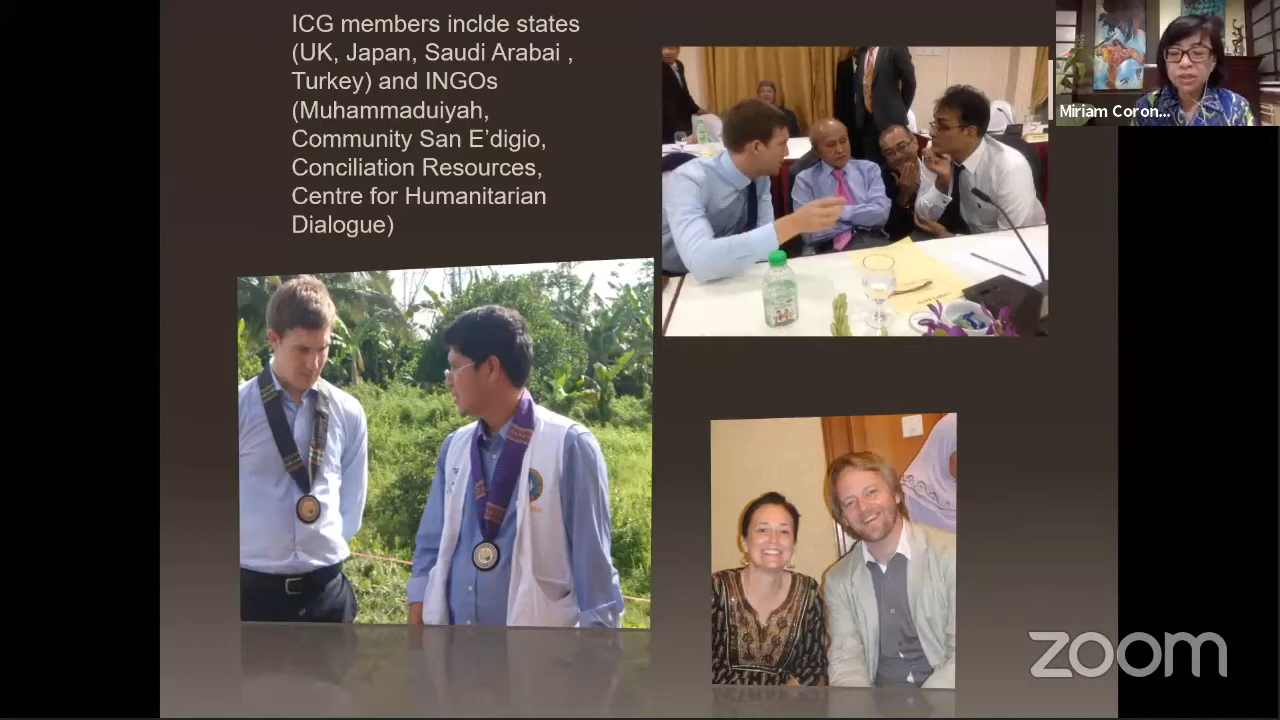 ICG members inclde states
(UK, Japan, Saudi Arabai ,
Turkey) and INGOs
(Muhammaduiyah,
Community San E'digio,
Conciliation Resources,
Centre for Humanitarian
Dialogue)
Miriam Coron...
zoom